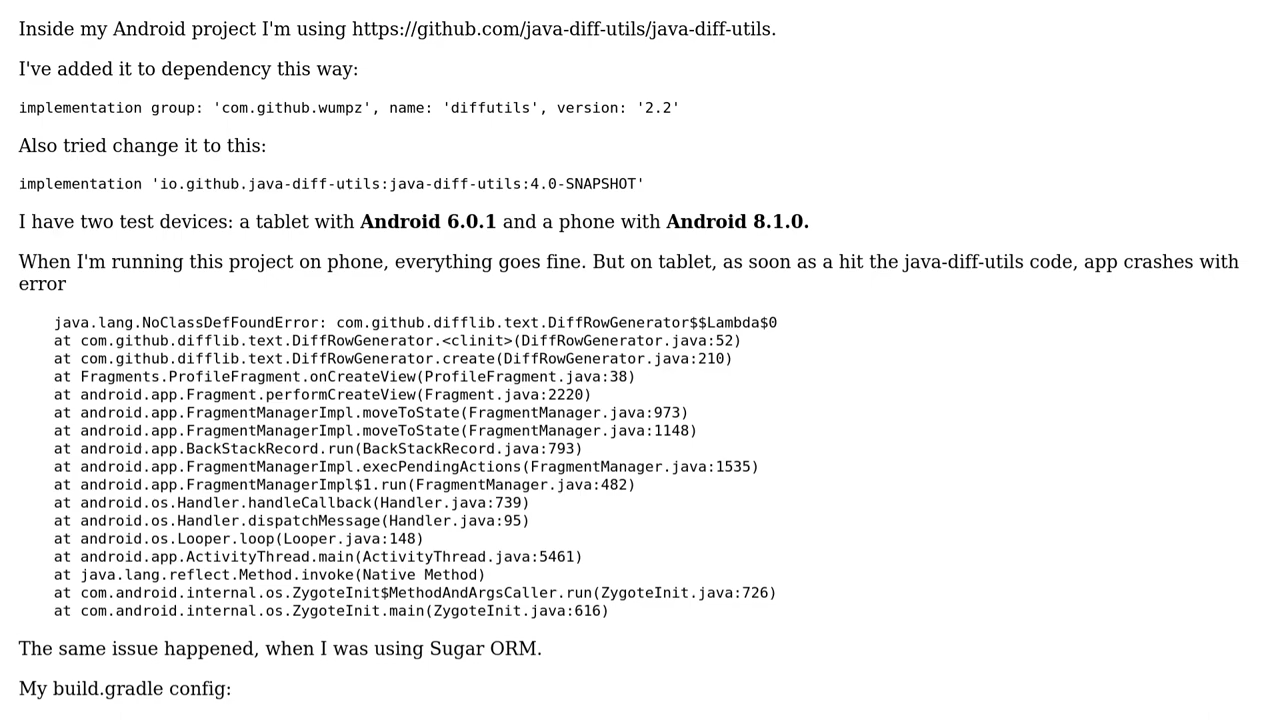 Inside my Android project I'm using https://github.com/java-diff-utils/java-diff-utils.
I've added it to dependency this way:
implementation group: 'com.github.wumpz', name: 'diffutils', version: '2.2'
Also tried change it to this:
implementation 'io.github.java-diff-utils:java-diff-utils:4.0-SNAPSHOT'
I have two test devices: a tablet with Android 6.0.1 and a phone with Android 8.1.0.
When I'm running this project on phone, everything goes fine. But on tablet, as soon as a hit the java-diff-utils code, app crashes with
error
java.lang.NoClassDefFoundError: com.github.difflib.text.DiffRowGenerator$$Lambda$0
at com.github.difflib.text.DiffRowGenerator.<clinit>(DiffRowGenerator.java:52)
at com.github.difflib.text.DiffRowGenerator.create(DiffRowGenerator.java:210)
at Fragments.ProfileFragment.onCreateView(ProfileFragment.java:38)
at android.app.Fragment.performCreateView(Fragment.java:2220)
at android.app.FragmentManagerImpl.moveToState(FragmentManager.java:973)
at android.app.FragmentManagerImpl.moveToState(FragmentManager.java:1148)
at android.app.BackStackRecord.run(BackStackRecord.java:793)
at android.app.FragmentManagerImpl.execPendingActions(FragmentManager.java:1535)
at android.app.FragmentManagerImpl$1.run(FragmentManager.java:482)
at android.os.Handler.handleCallback(Handler.java:739)
at android.os.Handler.dispatchMessage(Handler.java:95)
at android.os.Looper.loop(Looper.java:148)
at android.app.ActivityThread.main(ActivityThread.java:5461)
at java.lang.reflect.Method.invoke(Native Method)
at com.android.internal.os.ZygoteInit$MethodAndArgsCaller.run(ZygoteInit.java:726)
at com.android.internal.os.ZygoteInit.main(ZygoteInit.java:616)
The same issue happened, when I was using Sugar ORM.
My build.gradle config: